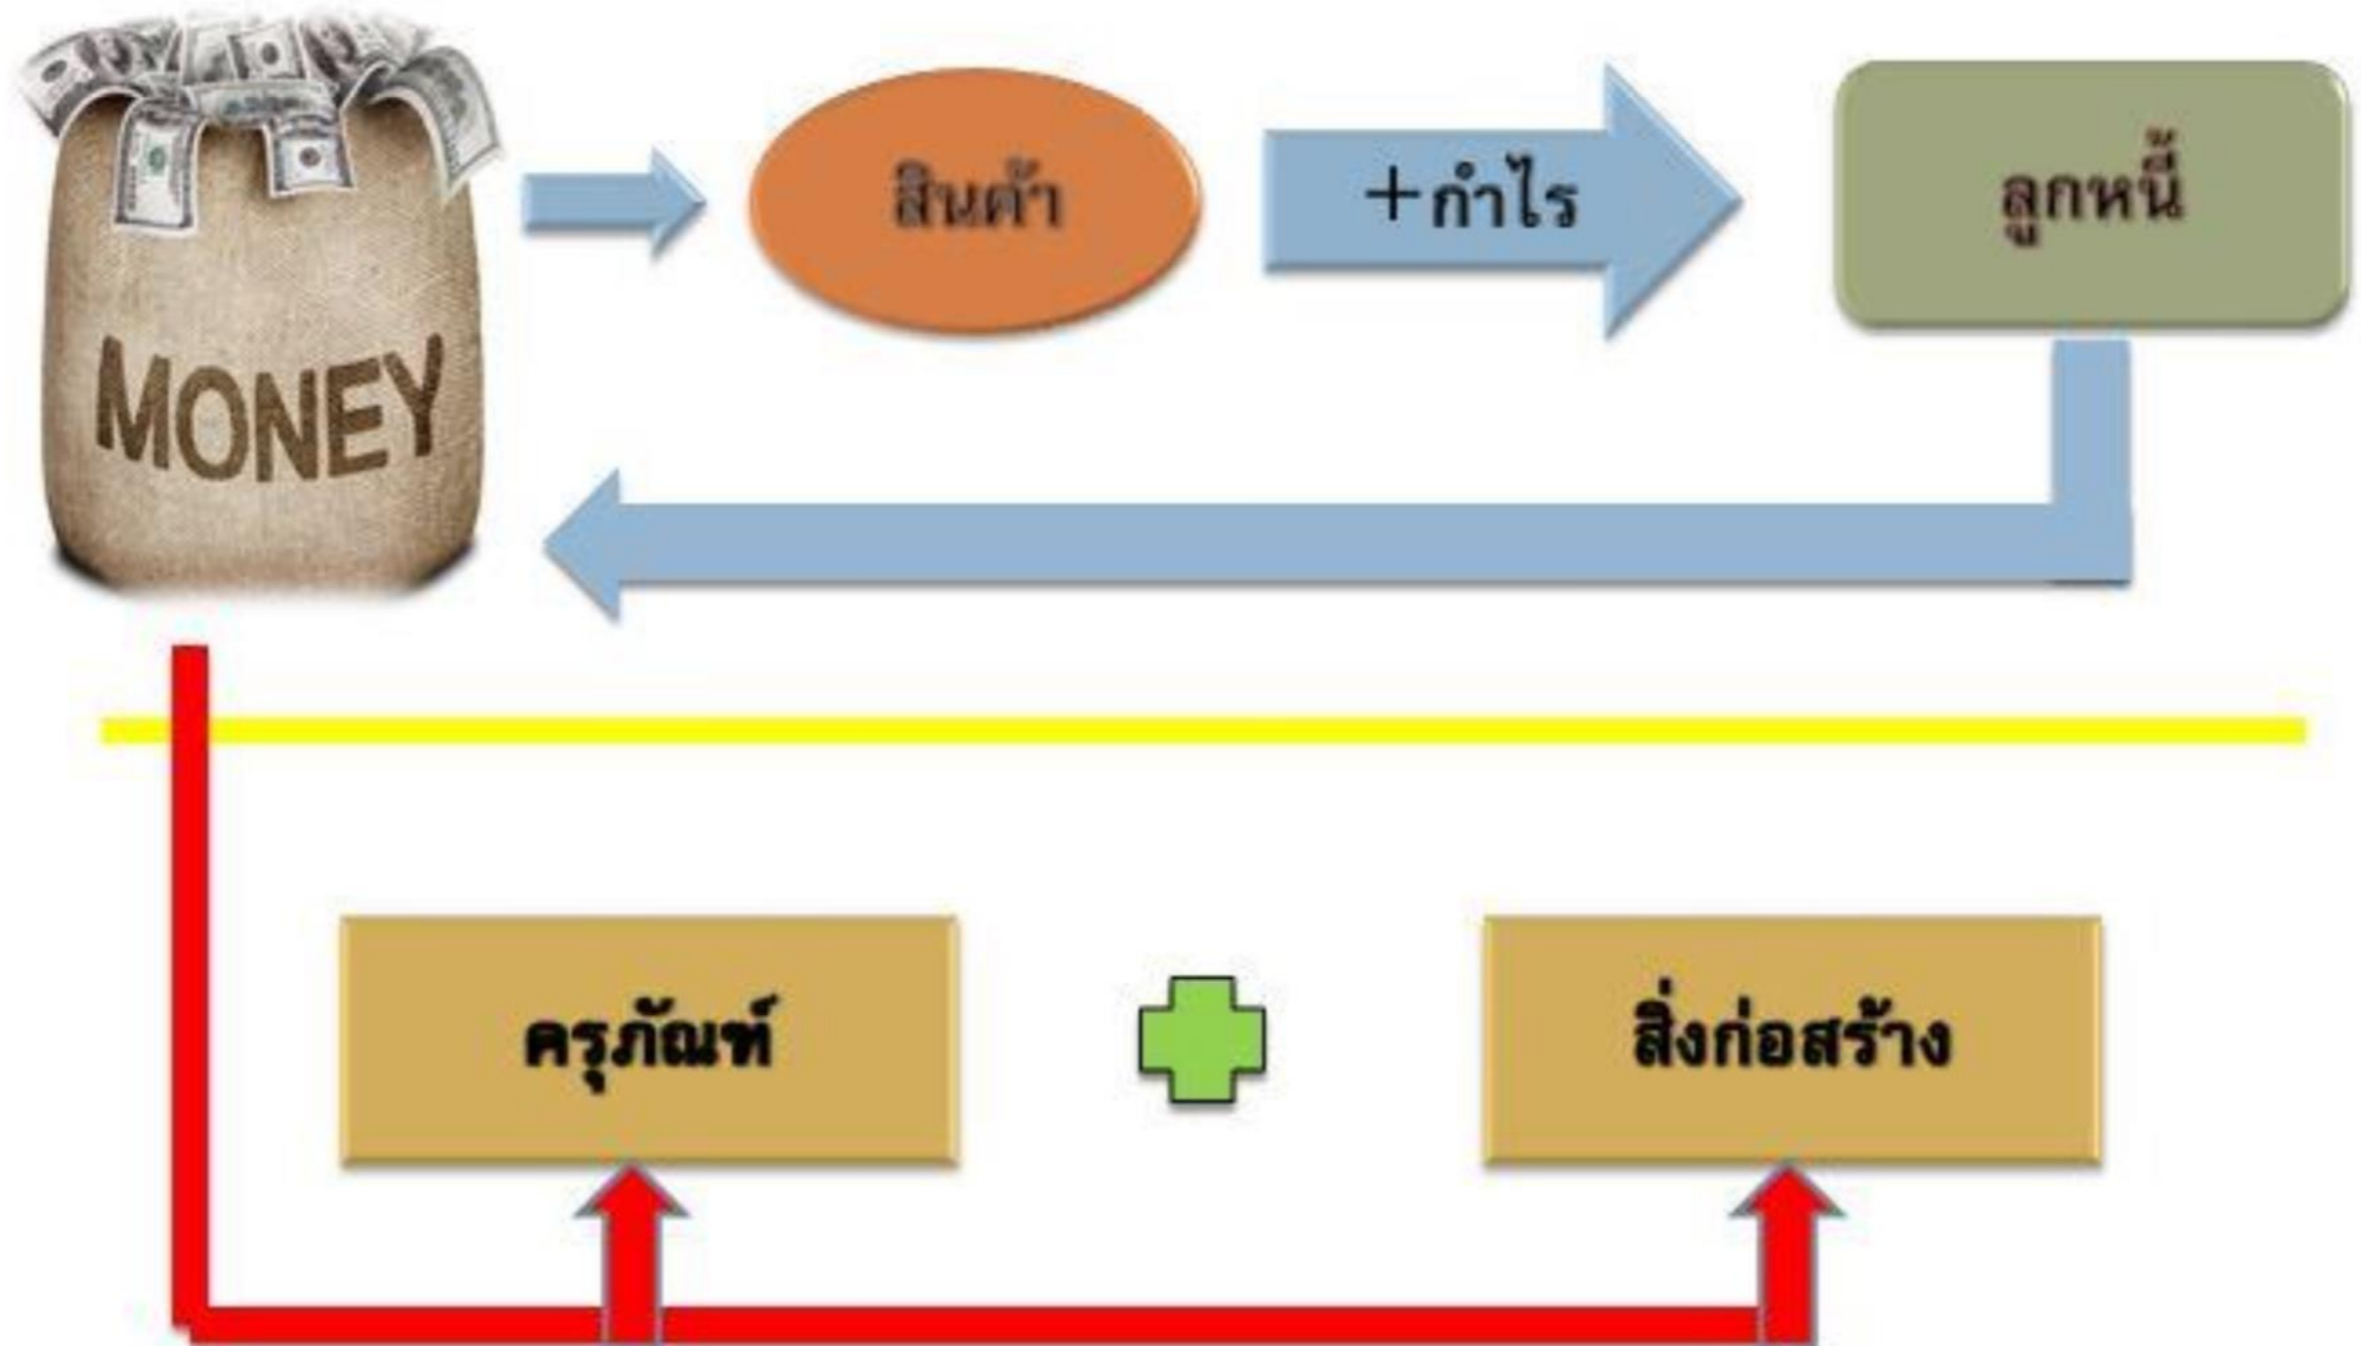 MONEY
สินค้า
+กำไร
ลูกหนี้
ครุภัณฑ์
สิ่งก่อสร้าง